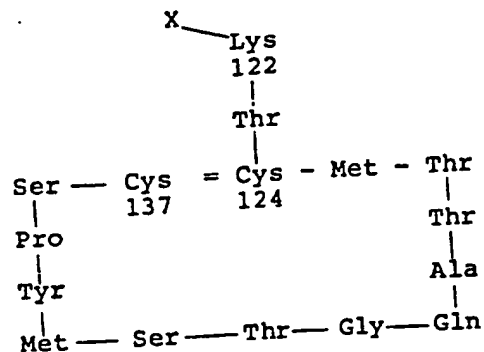 X
Lys
122
Thr
Ser — Cys = Cys - Met - Thr
137 124
Thr
Pro
Ala
Tyr
Met — Ser — Thr — Gly — Gln